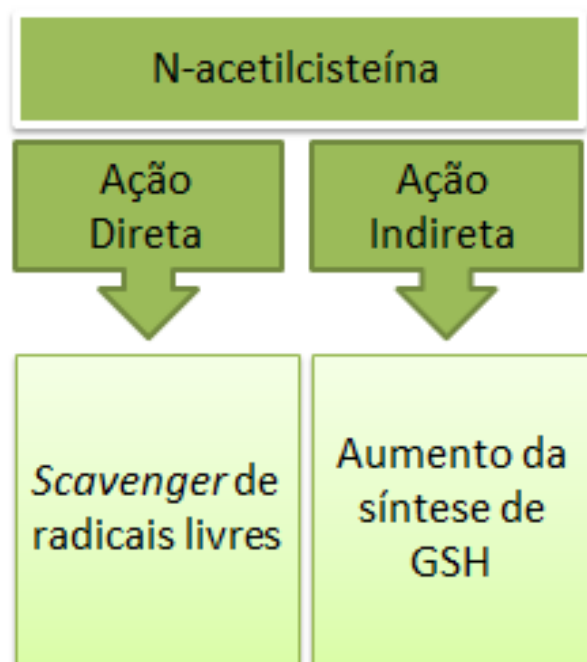 N-acetilcisteína
Ação
Direta
Ação
Indireta
Scavenger de
radicais livres
Aumento da
síntese de
GSH